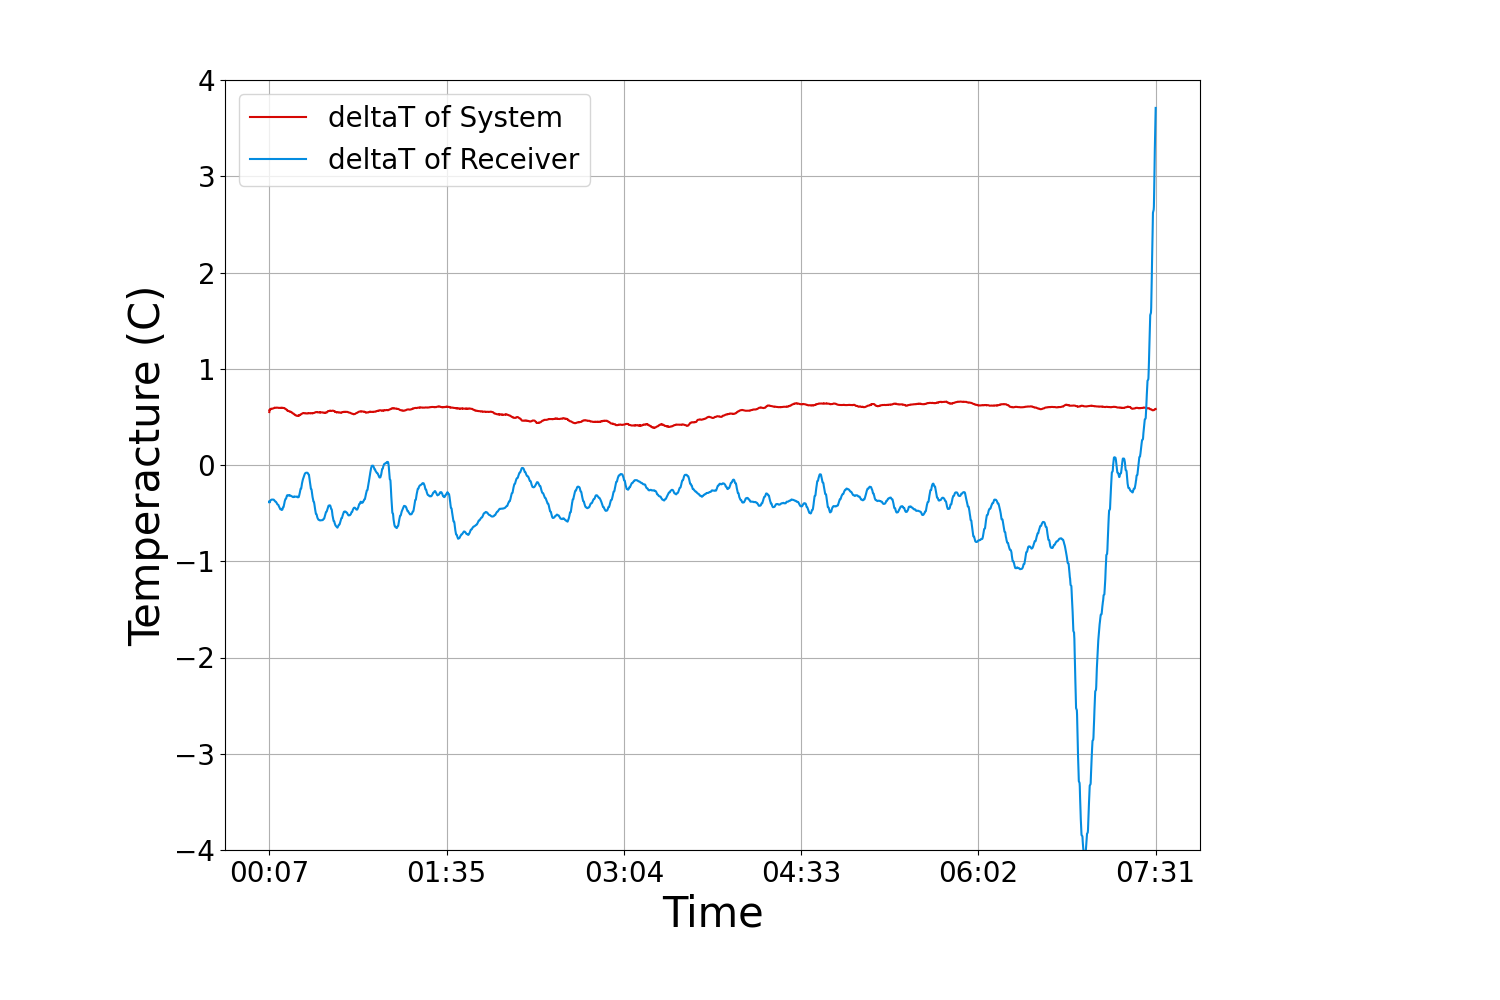 4
deltaT of System
deltaT of Receiver
3
2
1
0
−1
−2
−3
−4
Temperacture (C)
00:07 01:35 03:04 04:33 06:02 07:31
Time